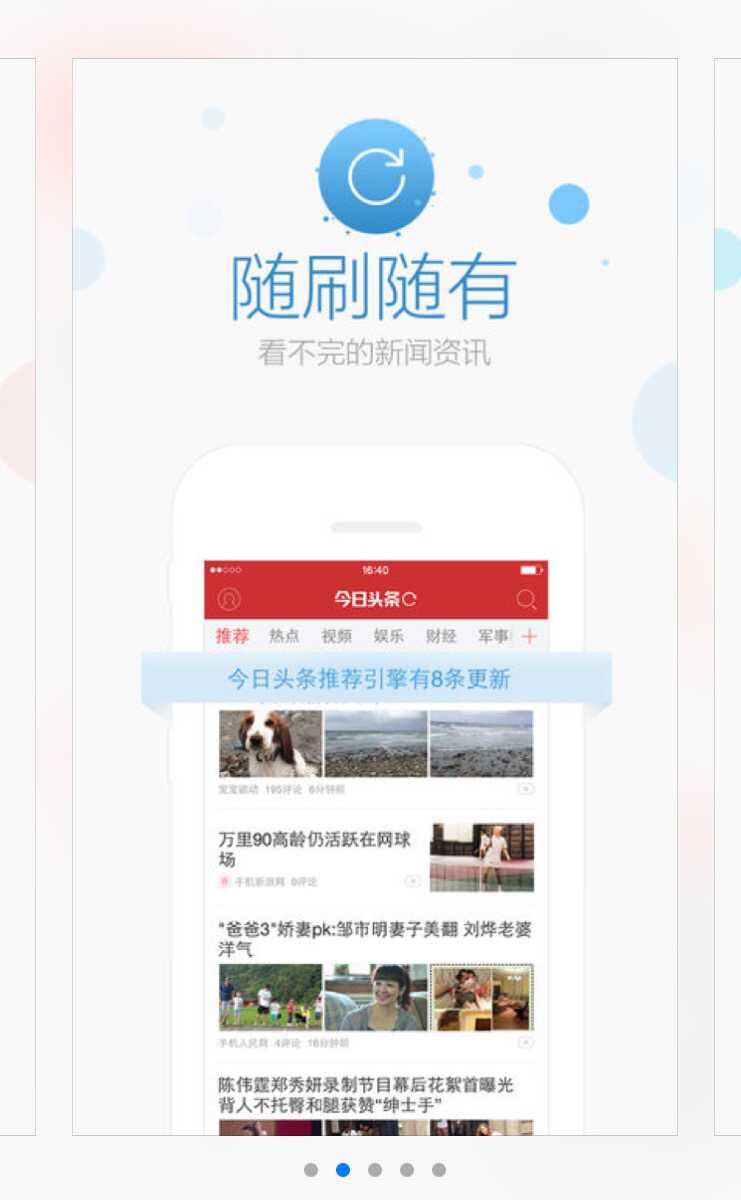 随刷随有
看不完的新闻资讯
16:40
今日头条
推荐 热点 视频 娱乐 财经 军事
今日头条推荐引擎有8条更新
195评论 6分钟前
万里90高龄仍活跃在网球
场
手机新浪网 0评论
"爸爸3"娇妻pk:邹市明妻子美翻 刘烨老婆
洋气
手机人民网 4评论 16分钟前
陈伟霆郑秀妍录制节目幕后花絮首曝光
背人不托臀和腿获赞"绅士手"